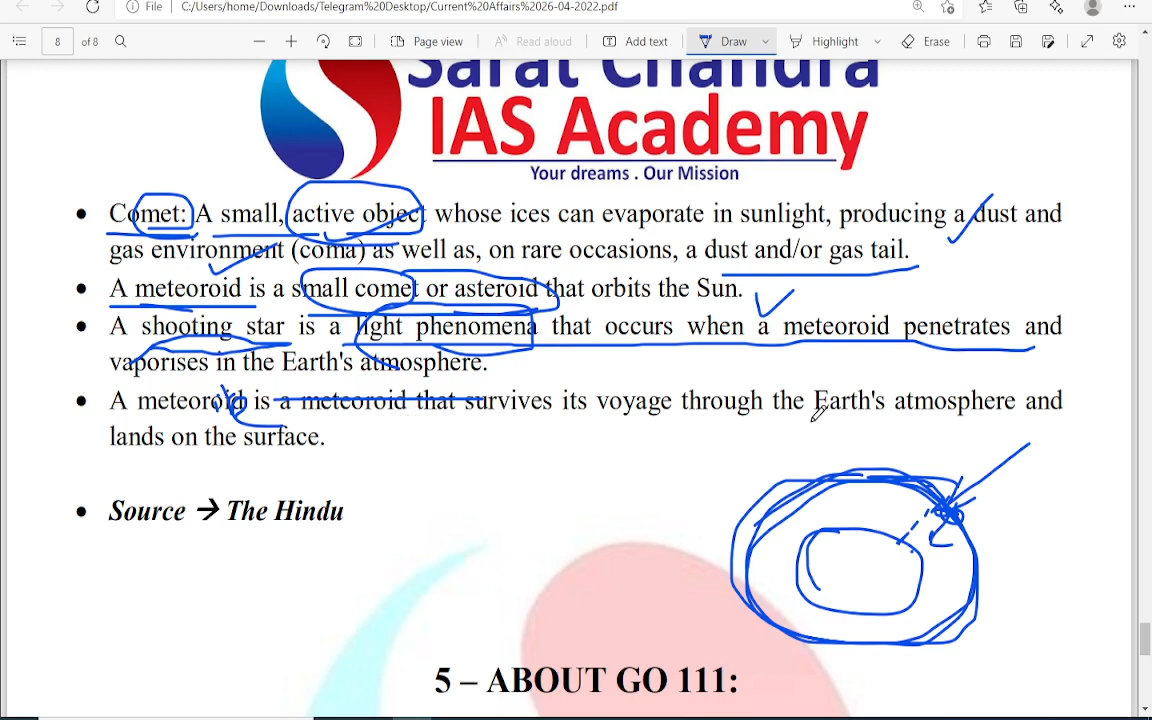 File C:/Users/home/Downloads/Telegram%20Desktop/Current%20Affairs%2026-04-2022.pdf
8 of 8 Page view Read aloud Add text Draw Highlight Erase
Sarat Chandra
IAS Academy
Your dreams . Our Mission
• Comet: A small, active object whose ices can evaporate in sunlight, producing a dust and
gas environment (coma) as well as, on rare occasions, a dust and/or gas tail.
• A meteoroid is a small comet or asteroid that orbits the Sun.
• A shooting star is a light phenomena that occurs when a meteoroid penetrates and
vaporises in the Earth's atmosphere.
• A meteoroid is a meteoroid that survives its voyage through the Earth's atmosphere and
lands on the surface.
• Source → The Hindu
5 – ABOUT GO 111: